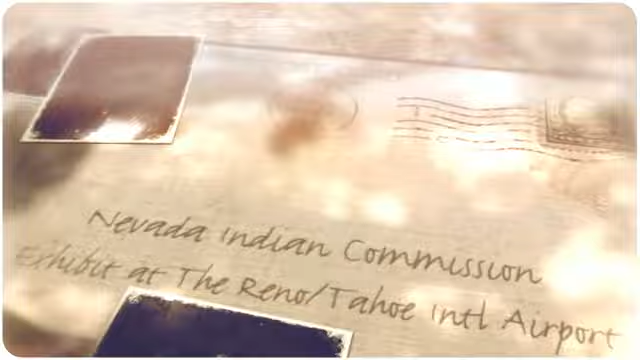 Nevada Indian Commission
Exhibit at The Reno/Tahoe Intl Airport